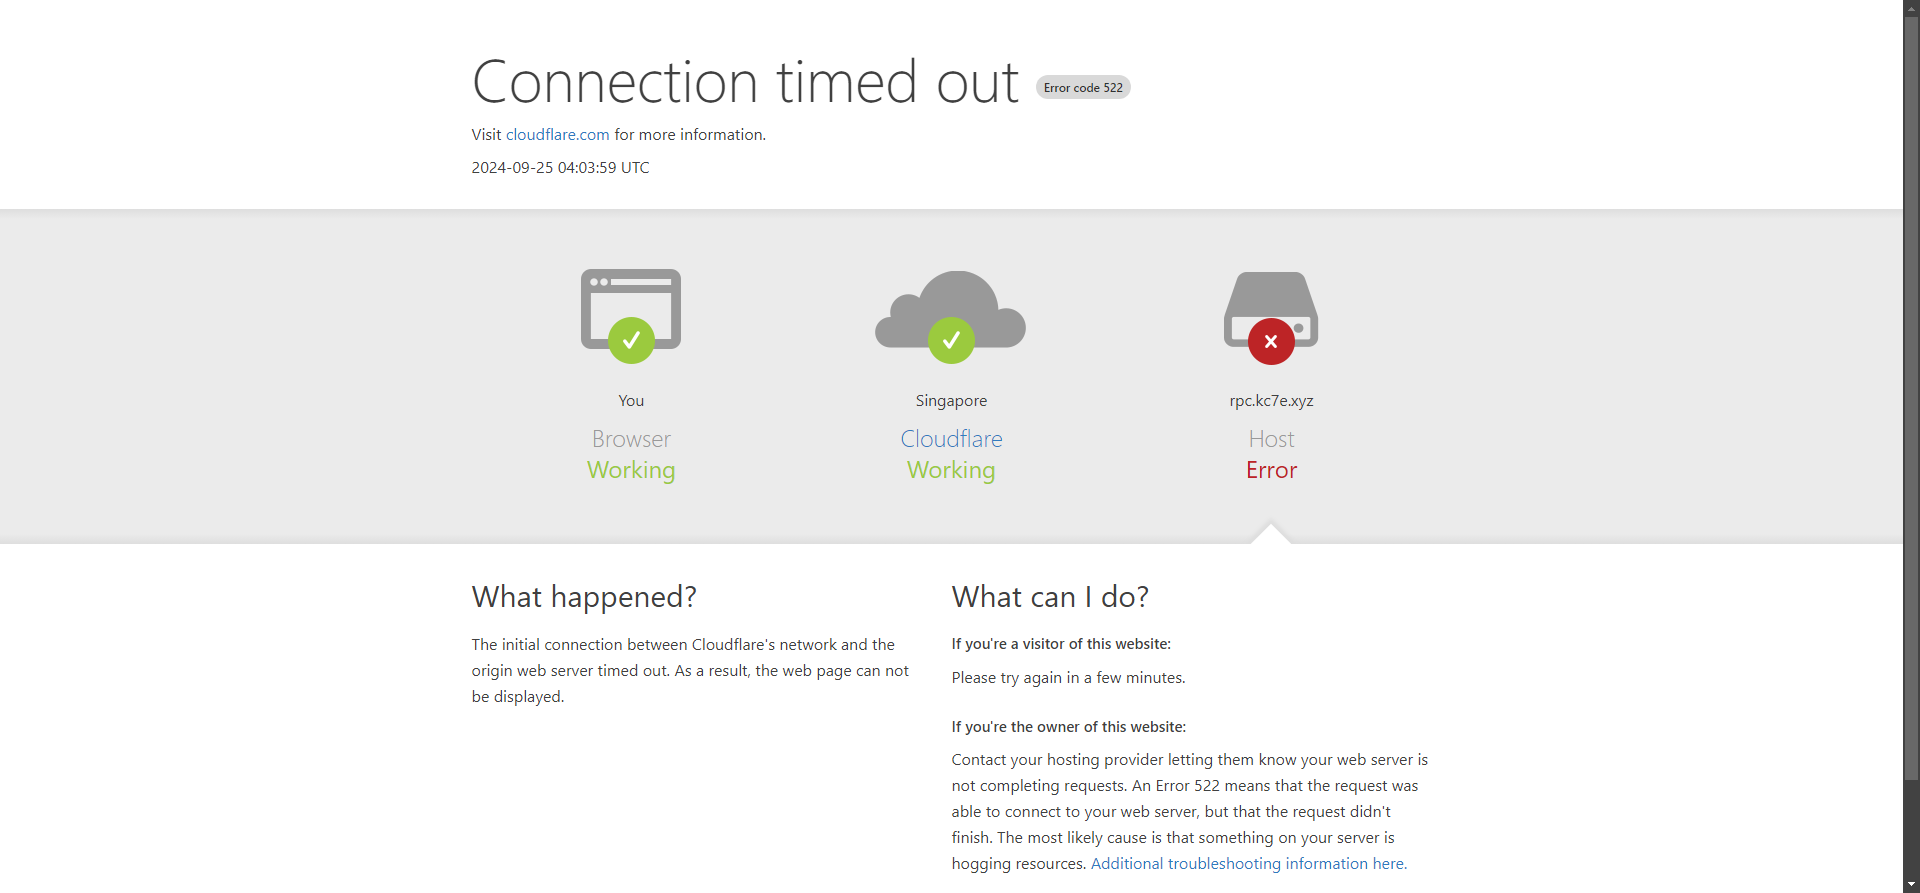 Connection timed out Error code 522
Visit cloudflare.com for more information.
2024-09-25 04:03:59 UTC
You
Browser
Working
Singapore
Cloudflare
Working
rpc.kc7e.xyz
Host
Error
What happened?
The initial connection between Cloudflare's network and the
origin web server timed out. As a result, the web page can not
be displayed.
What can I do?
If you're a visitor of this website:
Please try again in a few minutes.
If you're the owner of this website:
Contact your hosting provider letting them know your web server is
not completing requests. An Error 522 means that the request was
able to connect to your web server, but that the request didn't
finish. The most likely cause is that something on your server is
hogging resources. Additional troubleshooting information here.